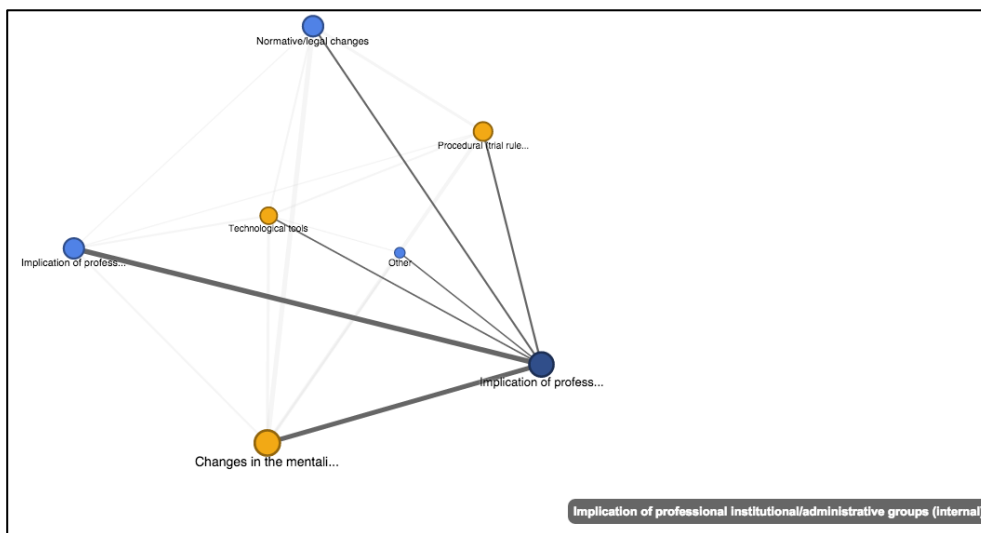 Normative/legal changes
Procedural (trial rule...
Technological tools
Other
Implication of profess...
Implication of profess...
Changes in the mentali...
Implication of professional institutional/administrative groups (internal)